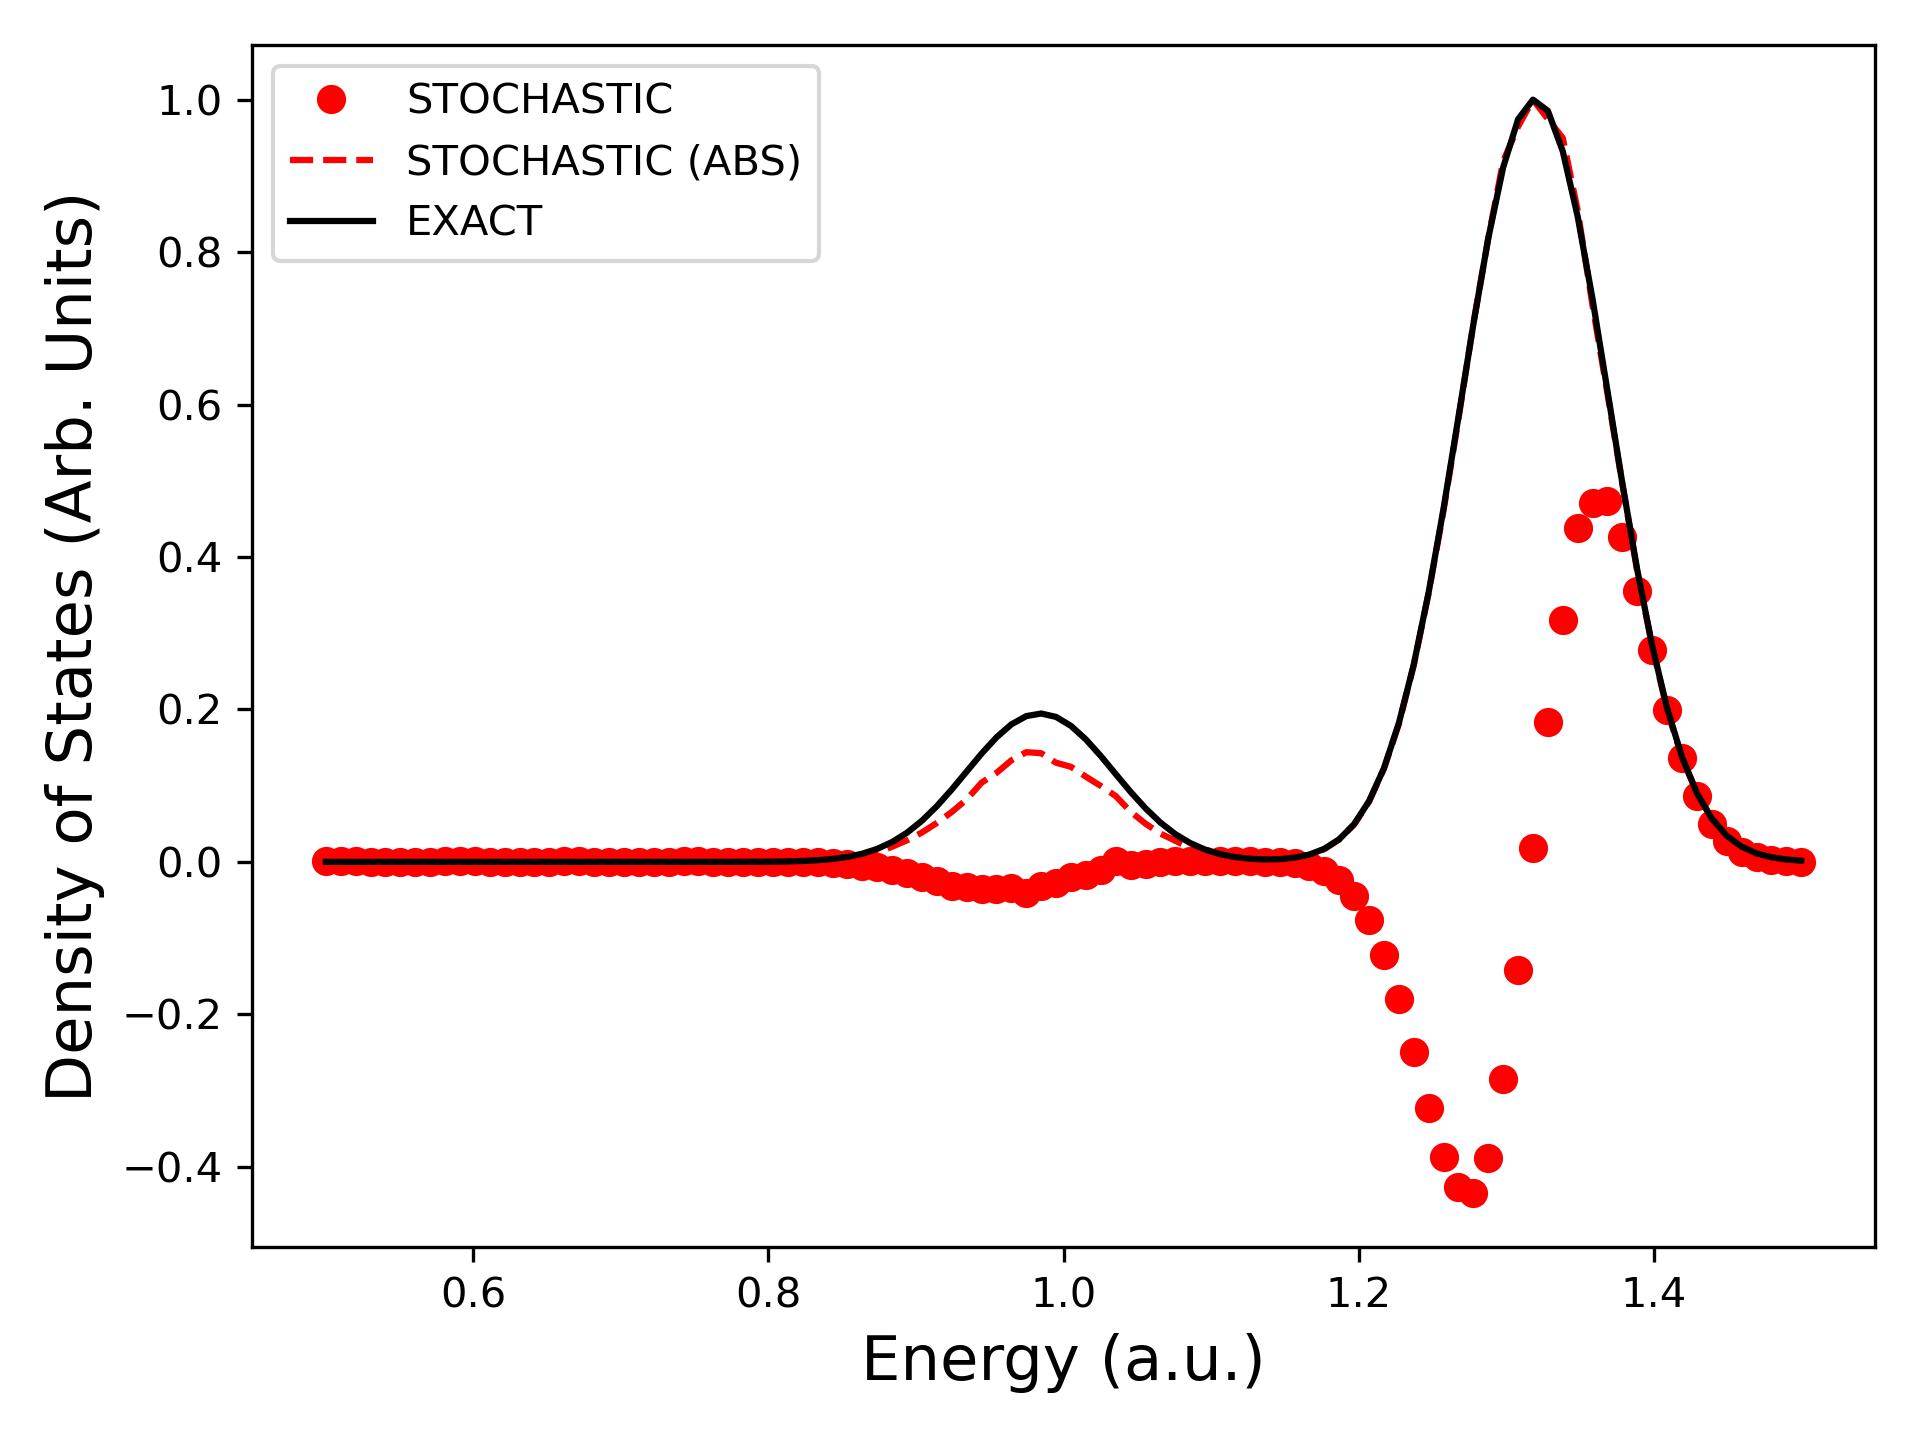 STOCHASTIC
STOCHASTIC (ABS)
EXACT
Density of States (Arb. Units)
1.0
0.8
0.6
0.4
0.2
0.0
−0.2
−0.4
0.6 0.8 1.0 1.2 1.4
Energy (a.u.)